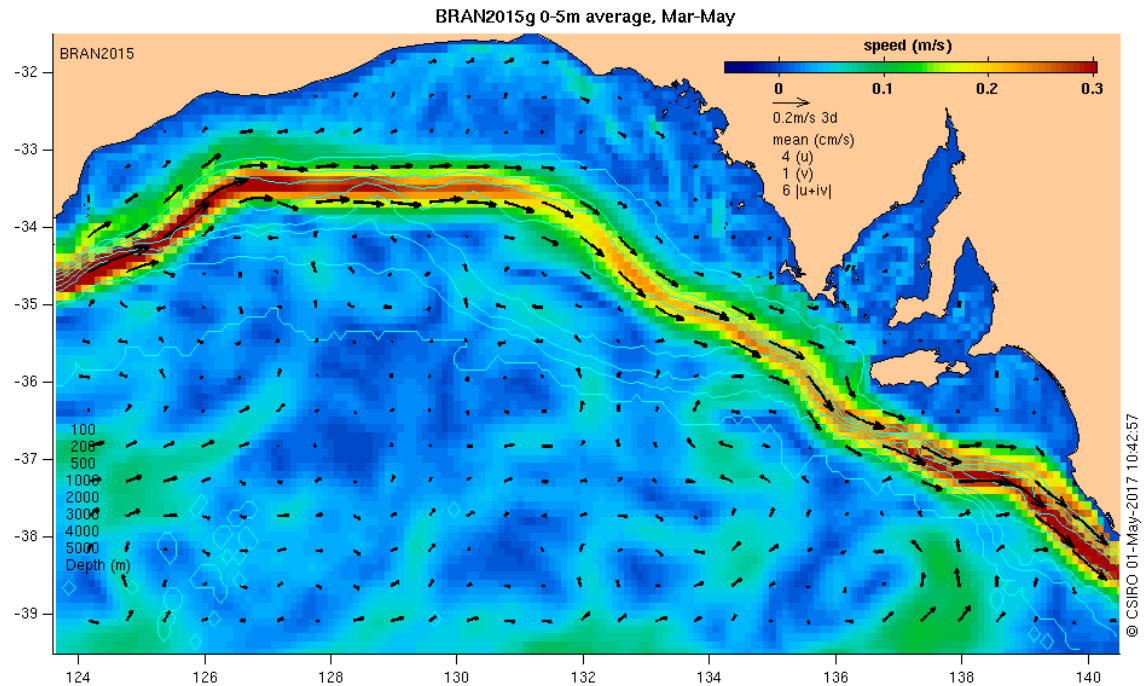 BRAN2015g 0-5m average, Mar-May
BRAN2015
speed (m/s)
0 0.1 0.2 0.3
0.2m/s 3d
mean (cm/s)
4 (u)
1 (v)
6 |u+iv|
-32
-33
-34
-35
-36
-37
-38
-39
100
200
500
1000
2000
3000
4000
5000
Depth (m)
124 126 128 130 132 134 136 138 140
© CSIRO 01-May-2017 10:42:57